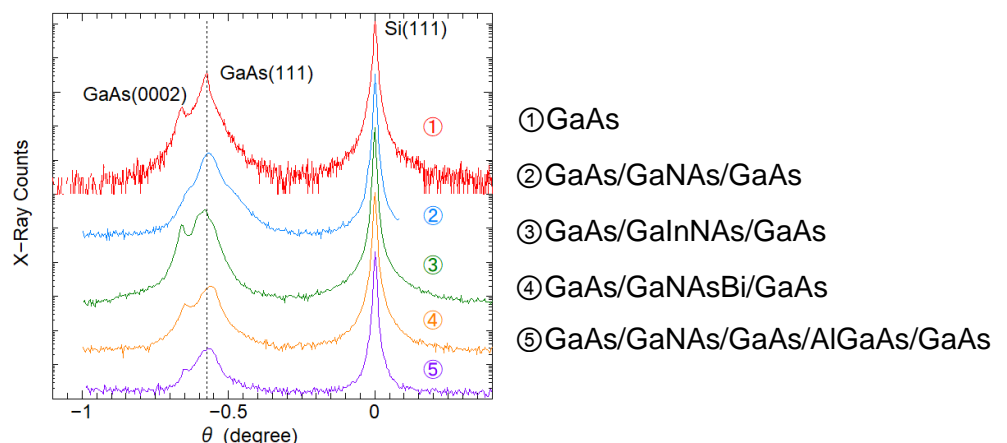 Si(111)
GaAs(111)
GaAs(0002)
①
②
③
④
⑤
X−Ray Counts
−1
−0.5
0
θ (degree)
①GaAs
②GaAs/GaNAs/GaAs
③GaAs/GaInNAs/GaAs
④GaAs/GaNAsBi/GaAs
⑤GaAs/GaNAs/GaAs/AlGaAs/GaAs